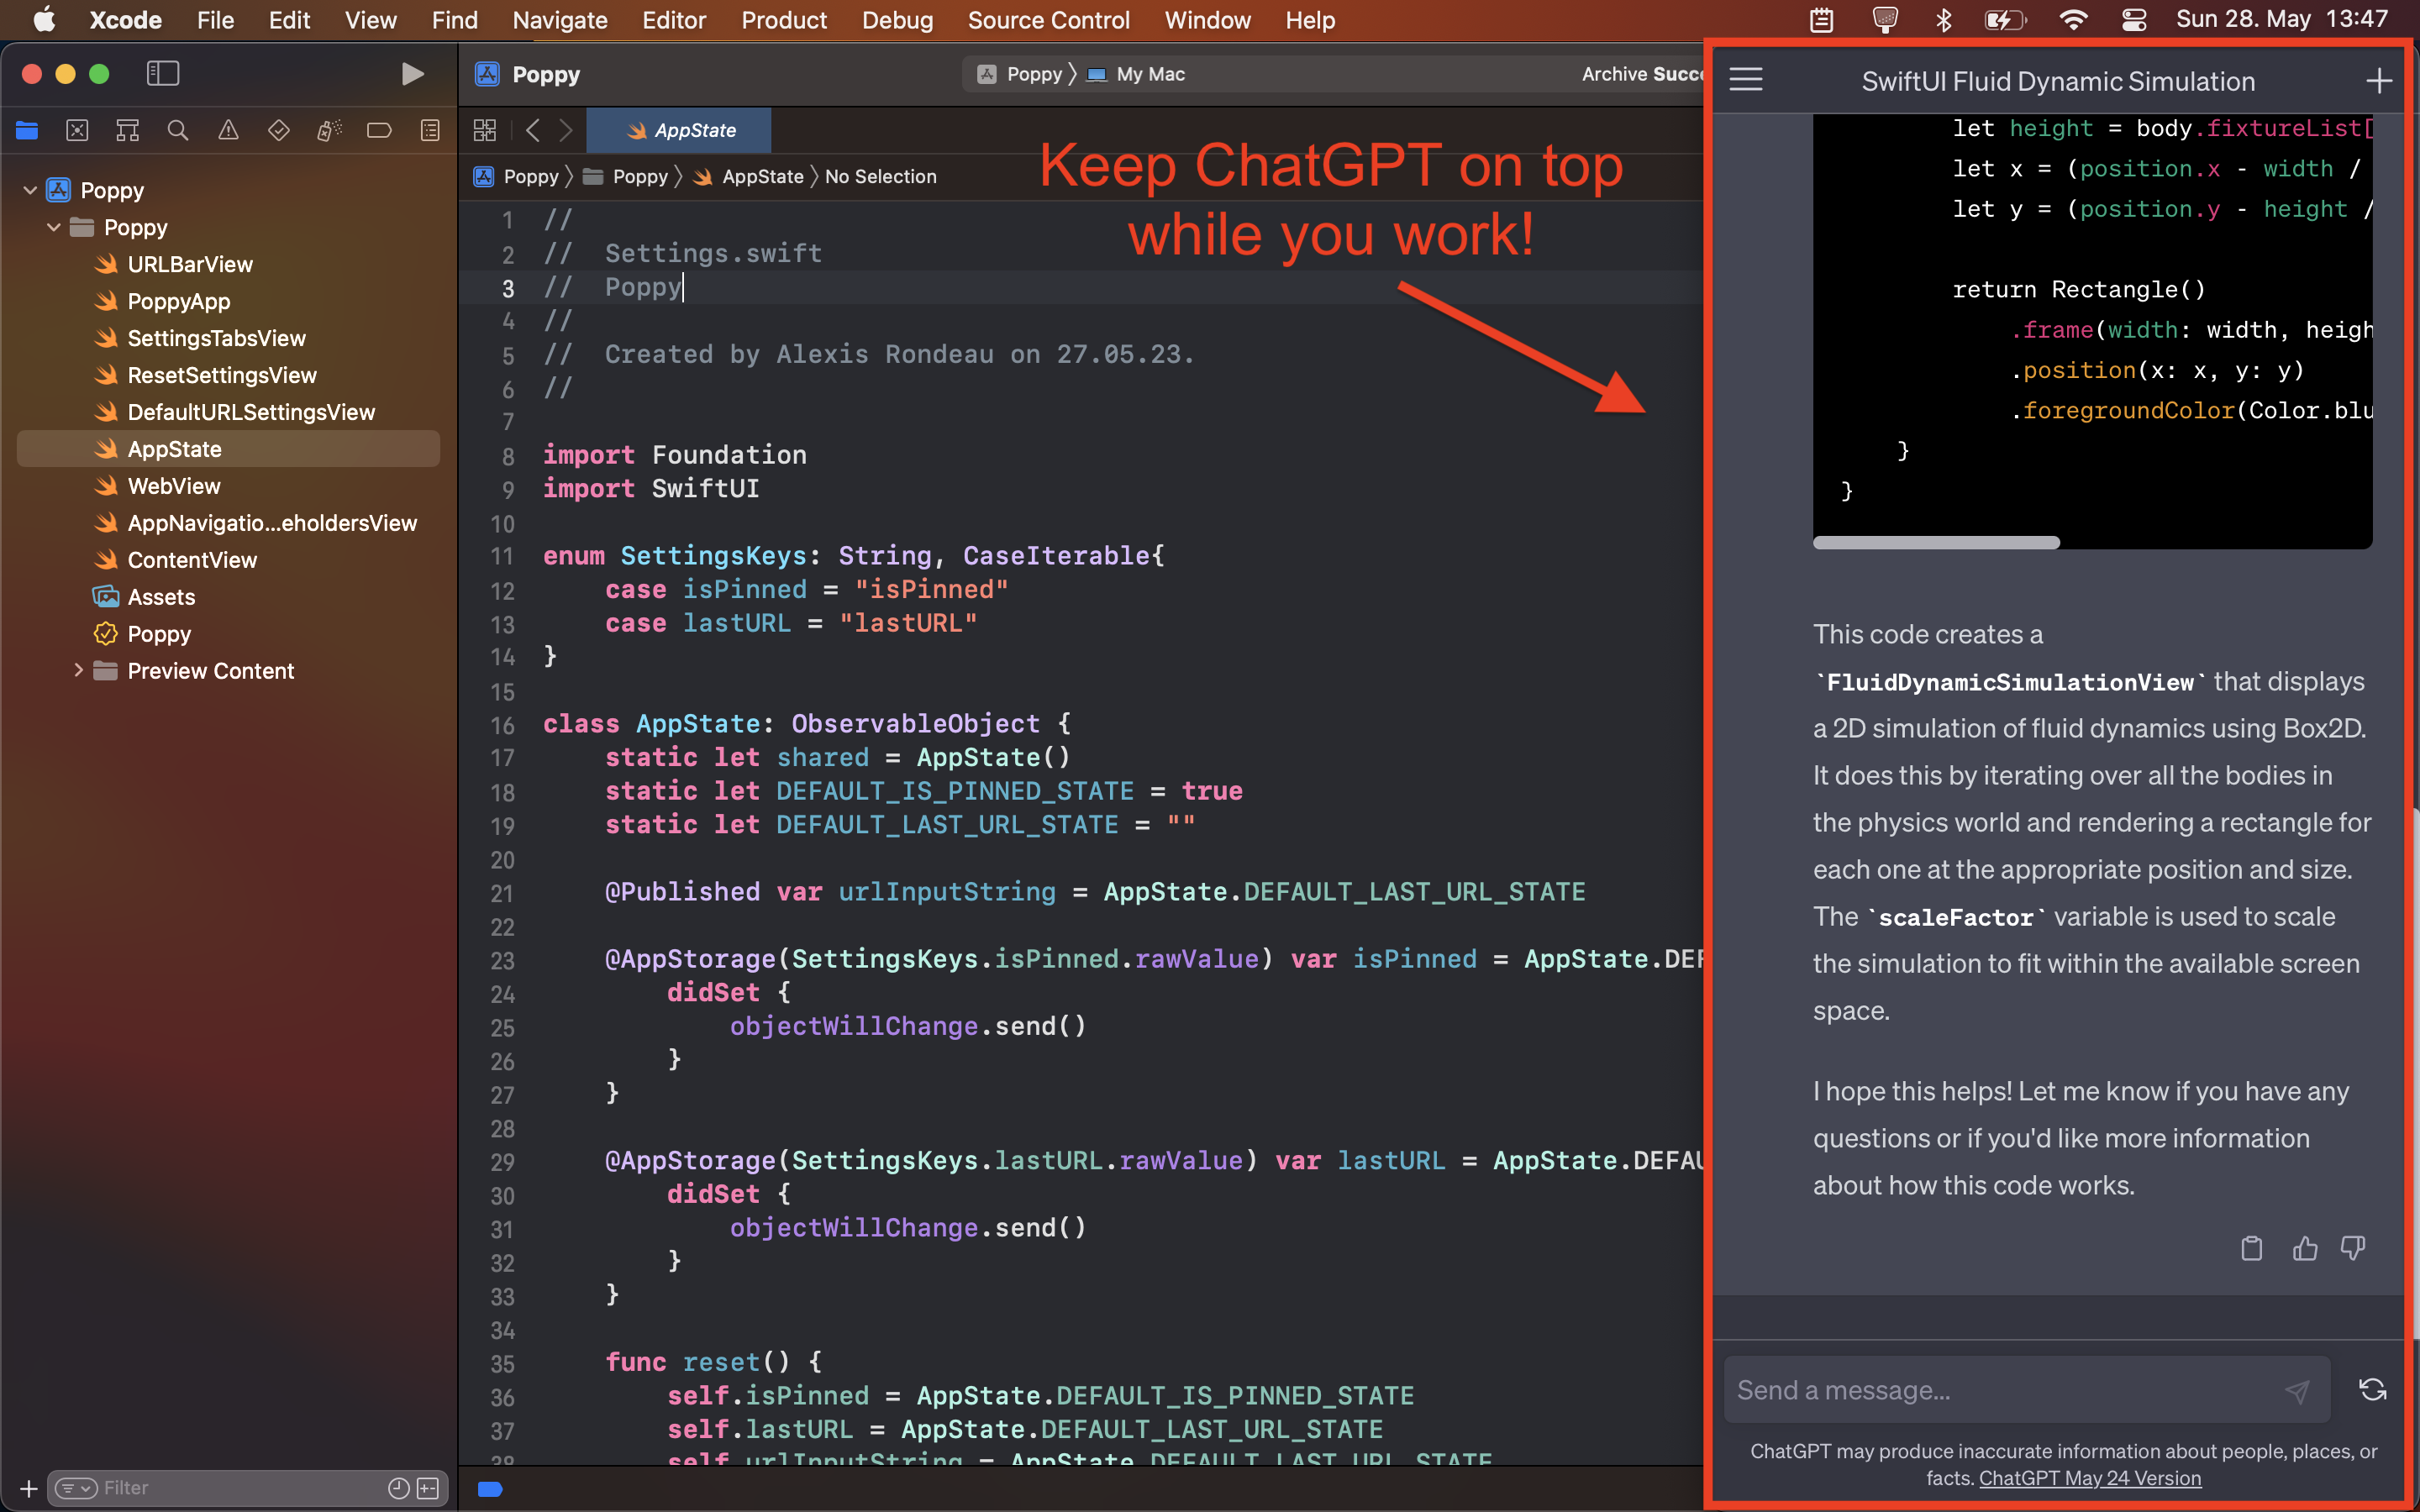 Xcode File Edit View Find Navigate Editor Product Debug Source Control Window Help Sun 28. May 13:47
Poppy
Poppy
URLBarView
PoppyApp
SettingsTabsView
ResetSettingsView
DefaultURLSettingsView
AppState
WebView
AppNavigatio...eholdersView
ContentView
Assets
Poppy
Preview Content
Filter
Poppy
Poppy 〉 My Mac
Archive Succe
AppState
Poppy 〉 Poppy 〉 AppState 〉 No Selection
Keep ChatGPT on top
while you work!
1 //
2 //  Settings.swift
3 //  Poppy
4 //
5 //  Created by Alexis Rondeau on 27.05.23.
6 //
7
8 import Foundation
9 import SwiftUI
10
11 enum SettingsKeys: String, CaseIterable{
12     case isPinned = "isPinned"
13     case lastURL = "lastURL"
14 }
15
16 class AppState: ObservableObject {
17     static let shared = AppState()
18     static let DEFAULT_IS_PINNED_STATE = true
19     static let DEFAULT_LAST_URL_STATE = ""
20
21     @Published var urlInputString = AppState.DEFAULT_LAST_URL_STATE
22
23     @AppStorage(SettingsKeys.isPinned.rawValue) var isPinned = AppState.DEF
24         didSet {
25             objectWillChange.send()
26         }
27     }
28
29     @AppStorage(SettingsKeys.lastURL.rawValue) var lastURL = AppState.DEFAU
30         didSet {
31             objectWillChange.send()
32         }
33     }
34
35     func reset() {
36         self.isPinned = AppState.DEFAULT_IS_PINNED_STATE
37         self.lastURL = AppState.DEFAULT_LAST_URL_STATE
38         self.urlInputString = AppState.DEFAULT_LAST_URL_STATE
SwiftUI Fluid Dynamic Simulation
let height = body.fixtureList[
let x = (position.x - width /
let y = (position.y - height /
return Rectangle()
.frame(width: width, heigh
.position(x: x, y: y)
.foregroundColor(Color.blu
}
}
This code creates a
`FluidDynamicSimulationView` that displays
a 2D simulation of fluid dynamics using Box2D.
It does this by iterating over all the bodies in
the physics world and rendering a rectangle for
each one at the appropriate position and size.
The `scaleFactor` variable is used to scale
the simulation to fit within the available screen
space.
I hope this helps! Let me know if you have any
questions or if you'd like more information
about how this code works.
Send a message...
ChatGPT may produce inaccurate information about people, places, or
facts. ChatGPT May 24 Version